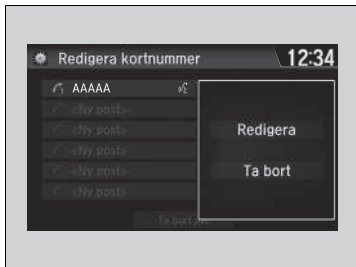 Redigera kortnummer
12:34
AAAAA
<Ny post>
<Ny post>
<Ny post>
<Ny post>
<Ny post>
Redigera
Ta bort
Ta bort